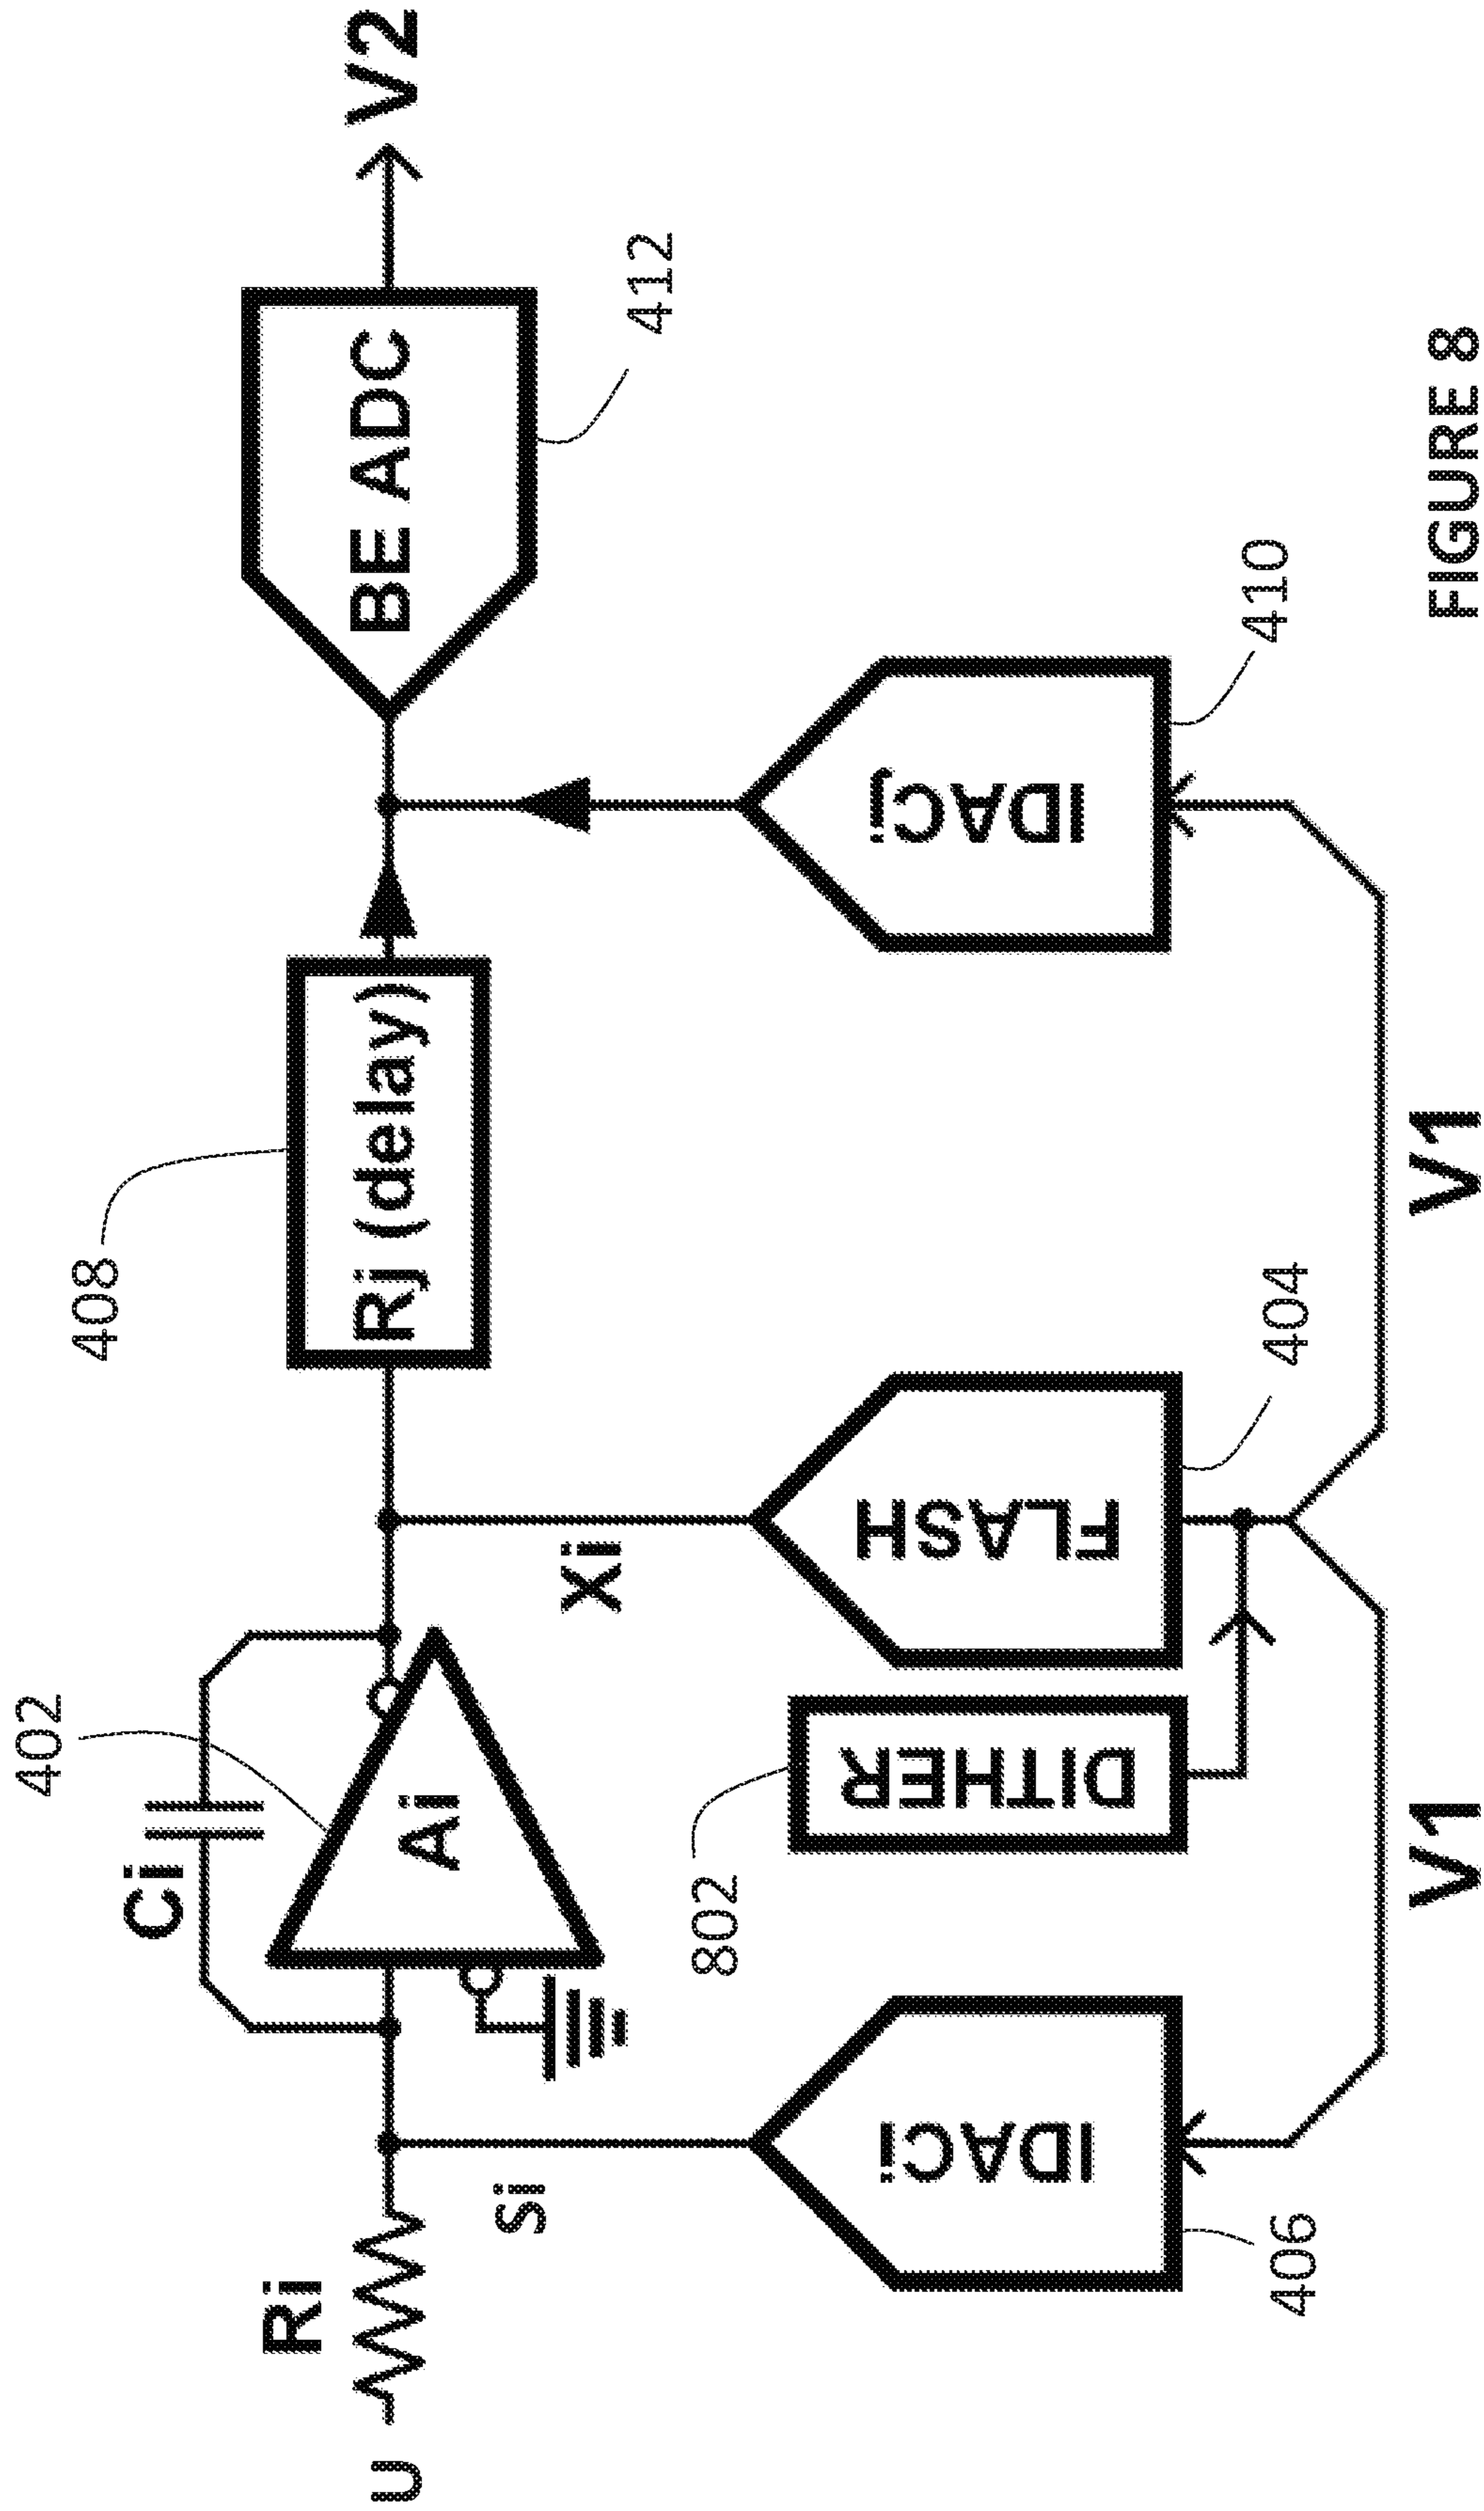 402
Ci
408
Ri
U
Ai
Rj (delay)
BE ADC
V2
Si
Xi
412
802
DITHER
IDACi
FLASH
IDACj
406
404
410
V1
V1
FIGURE 8